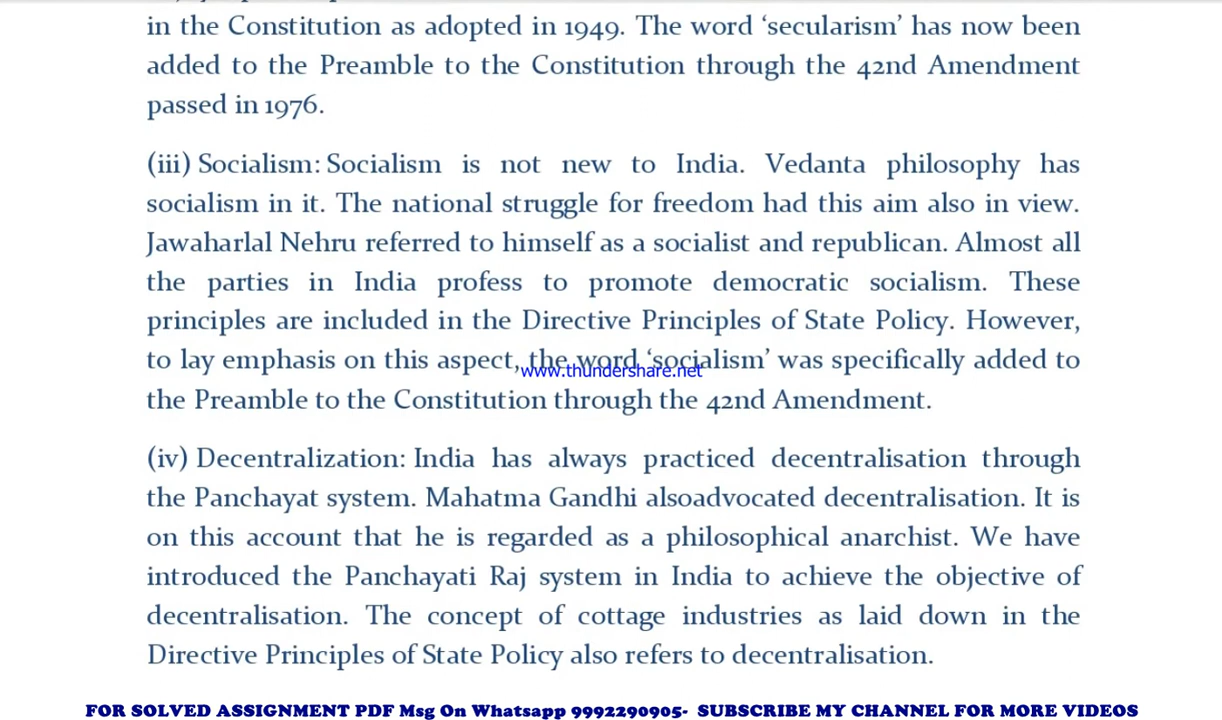 in the Constitution as adopted in 1949. The word ‘secularism’ has now been
added to the Preamble to the Constitution through the 42nd Amendment
passed in 1976.
(iii) Socialism: Socialism is not new to India. Vedanta philosophy has
socialism in it. The national struggle for freedom had this aim also in view.
Jawaharlal Nehru referred to himself as a socialist and republican. Almost all
the parties in India profess to promote democratic socialism. These
principles are included in the Directive Principles of State Policy. However,
to lay emphasis on this aspect, the word ‘socialism’ was specifically added to
www.thundershare.net
the Preamble to the Constitution through the 42nd Amendment.
(iv) Decentralization: India has always practiced decentralisation through
the Panchayat system. Mahatma Gandhi alsoadvocated decentralisation. It is
on this account that he is regarded as a philosophical anarchist. We have
introduced the Panchayati Raj system in India to achieve the objective of
decentralisation. The concept of cottage industries as laid down in the
Directive Principles of State Policy also refers to decentralisation.
FOR SOLVED ASSIGNMENT PDF Msg On Whatsapp 9992290905- SUBSCRIBE MY CHANNEL FOR MORE VIDEOS